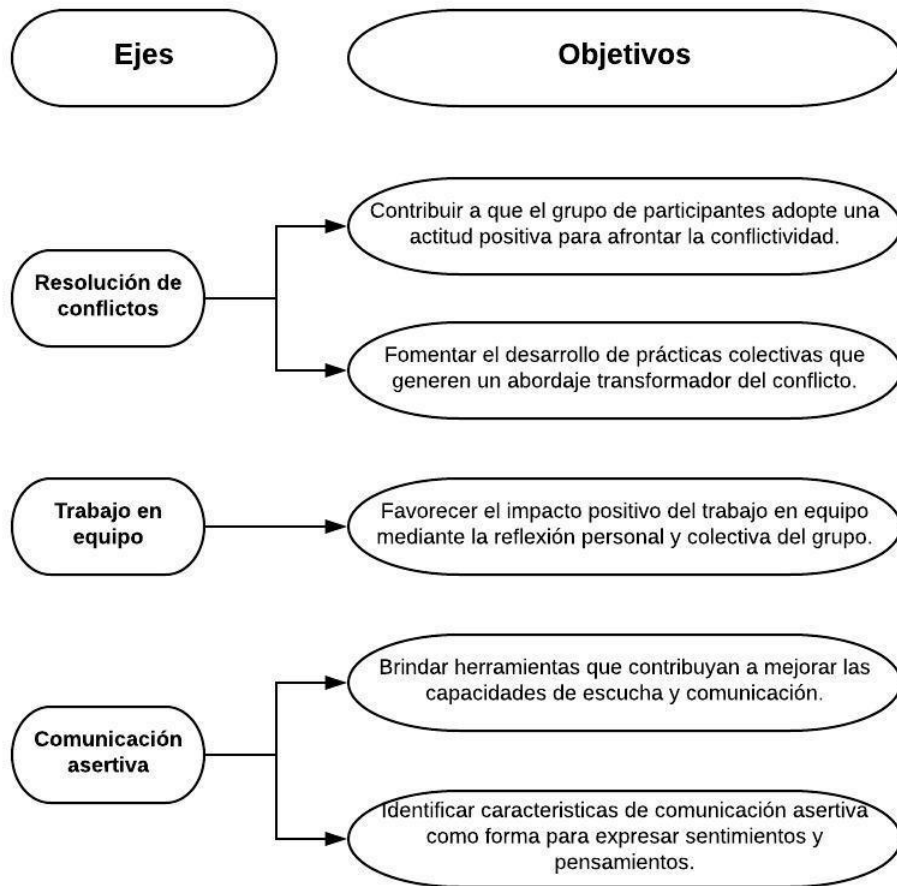 Ejes
Objetivos
Resolución de
conflictos
Contribuir a que el grupo de participantes adopte una
actitud positiva para afrontar la conflictividad.
Fomentar el desarrollo de prácticas colectivas que
generen un abordaje transformador del conflicto.
Trabajo en
equipo
Favorecer el impacto positivo del trabajo en equipo
mediante la reflexión personal y colectiva del grupo.
Comunicación
asertiva
Brindar herramientas que contribuyan a mejorar las
capacidades de escucha y comunicación.
Identificar caracteristicas de comunicación asertiva
como forma para expresar sentimientos y
pensamientos.